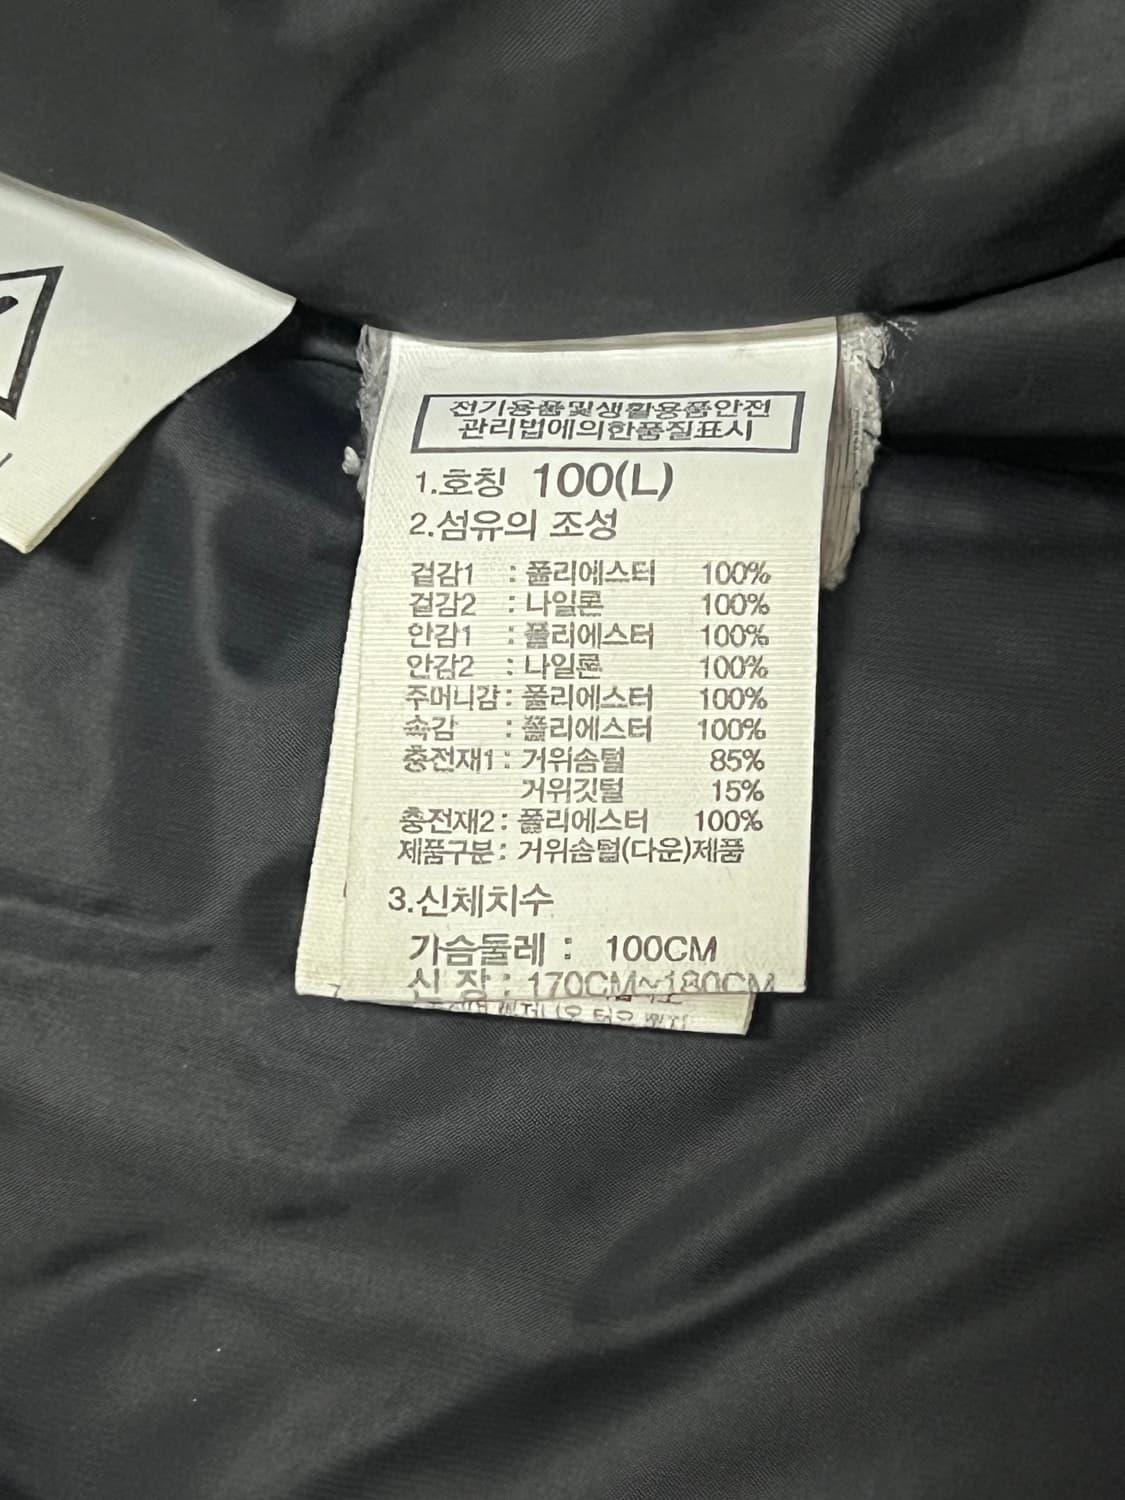 전기용품및생활용품안전
관리법에의한품질표시
1.호칭 100(L)
2.섬유의 조성
겉감1 : 폴리에스터 100%
겉감2 : 나일론 100%
안감1 : 폴리에스터 100%
안감2 : 나일론 100%
주머니감 : 폴리에스터 100%
속감 : 폴리에스터 100%
충전재1 : 거위솜털 85%
거위깃털 15%
충전재2 : 폴리에스터 100%
제품구분 : 거위솜털(다운)제품
3.신체치수
가슴둘레 : 100CM
신 장 : 170CM~180CM